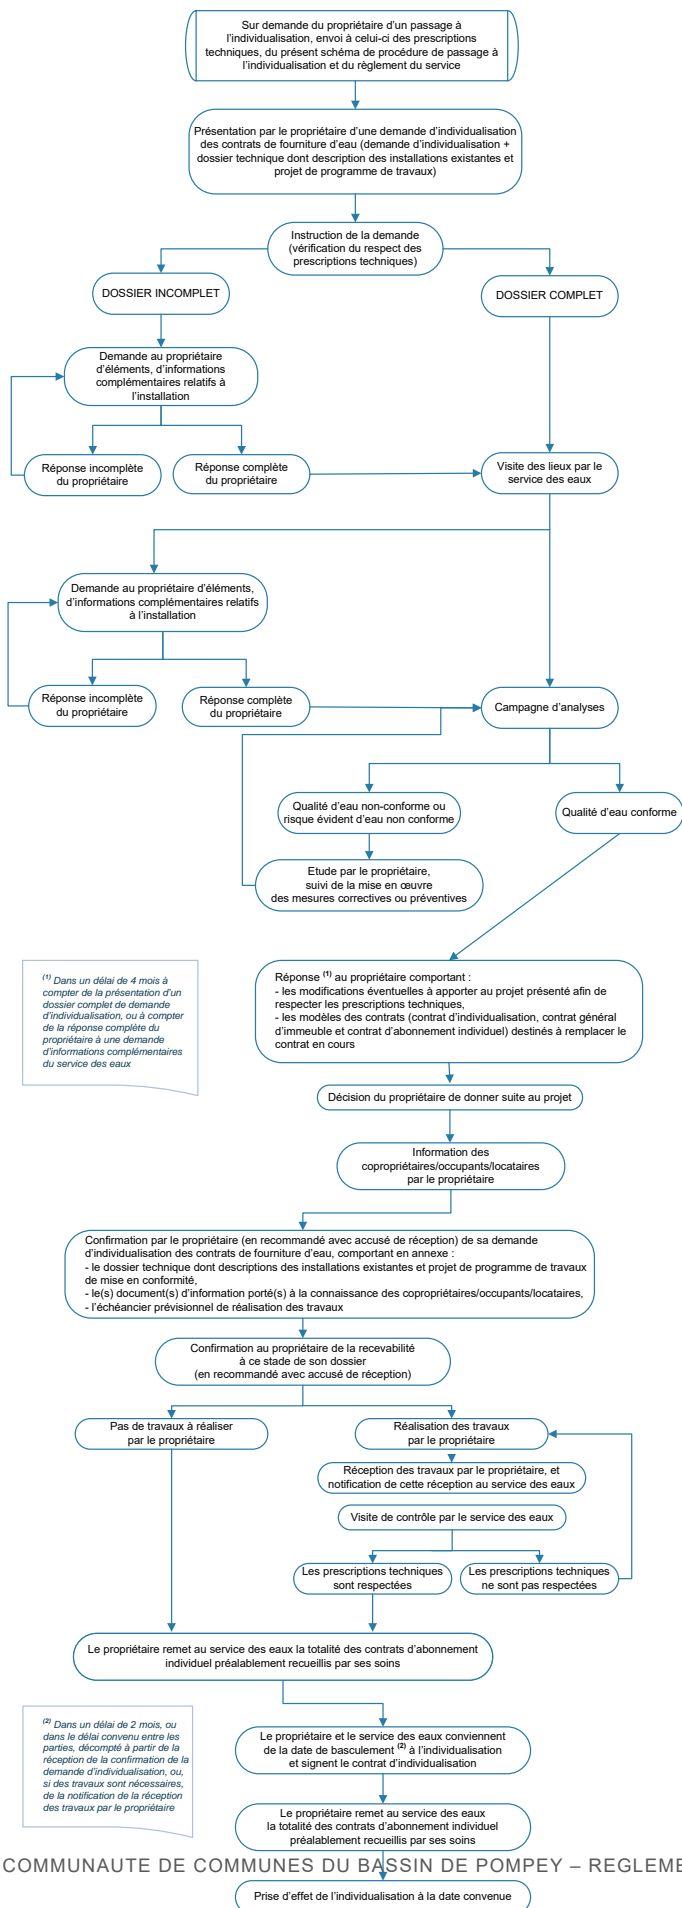 Sur demande du propriétaire d'un passage à
l'individualisation, envoi à celui-ci des prescriptions
techniques, du présent schéma de procédure de passage à
l'individualisation et du règlement du service
Présentation par le propriétaire d'une demande d'individualisation
des contrats de fourniture d'eau (demande d'individualisation +
dossier technique dont description des installations existantes et
projet de programme de travaux)
Instruction de la demande
(vérification du respect des
prescriptions techniques)
DOSSIER INCOMPLET
DOSSIER COMPLET
Demande au propriétaire
d'éléments, d'informations
complémentaires relatifs à
l'installation
Réponse incomplète
du propriétaire
Réponse complète
du propriétaire
Visite des lieux par le
service des eaux
Demande au propriétaire d'éléments,
d'informations complémentaires relatifs
à l'installation
Réponse incomplète
du propriétaire
Réponse complète
du propriétaire
Campagne d'analyses
Qualité d'eau non-conforme ou
risque évident d'eau non conforme
Qualité d'eau conforme
Etude par le propriétaire,
suivi de la mise en œuvre
des mesures correctives ou préventives
(1) Dans un délai de 4 mois à
compter de la présentation d'un
dossier complet de demande
d'individualisation, ou à compter
de la réponse complète du
propriétaire à une demande
d'informations complémentaires
du service des eaux
Réponse (1) au propriétaire comportant :
- les modifications éventuelles à apporter au projet présenté afin de
respecter les prescriptions techniques,
- les modèles des contrats (contrat d'individualisation, contrat général
d'immeuble et contrat d'abonnement individuel) destinés à remplacer le
contrat en cours
Décision du propriétaire de donner suite au projet
Information des
copropriétaires/occupants/locataires
par le propriétaire
Confirmation par le propriétaire (en recommandé avec accusé de réception) de sa demande
d'individualisation des contrats de fourniture d'eau, comportant en annexe :
- le dossier technique dont descriptions des installations existantes et projet de programme de travaux
de mise en conformité,
- le(s) document(s) d'information porté(s) à la connaissance des copropriétaires/occupants/locataires,
- l'échéancier prévisionnel de réalisation des travaux
Confirmation au propriétaire de la recevabilité
à ce stade de son dossier
(en recommandé avec accusé de réception)
Pas de travaux à réaliser
par le propriétaire
Réalisation des travaux
par le propriétaire
Réception des travaux par le propriétaire, et
notification de cette réception au service des eaux
Visite de contrôle par le service des eaux
Les prescriptions techniques
sont respectées
Les prescriptions techniques
ne sont pas respectées
Le propriétaire remet au service des eaux la totalité des contrats d'abonnement
individuel préalablement recueillis par ses soins
(2) Dans un délai de 2 mois, ou
dans le délai convenu entre les
parties, décompté à partir de la
réception de la confirmation de la
demande d'individualisation, ou,
si des travaux sont nécessaires,
de la notification de la réception
des travaux par le propriétaire
Le propriétaire et le service des eaux conviennent
de la date de basculement (2) à l'individualisation
et signent le contrat d'individualisation
Le propriétaire remet au service des eaux
la totalité des contrats d'abonnement individuel
préalablement recueillis par ses soins
COMMUNAUTE DE COMMUNES DU BASSIN DE POMPEY – REGLEME
Prise d'effet de l'individualisation à la date convenue